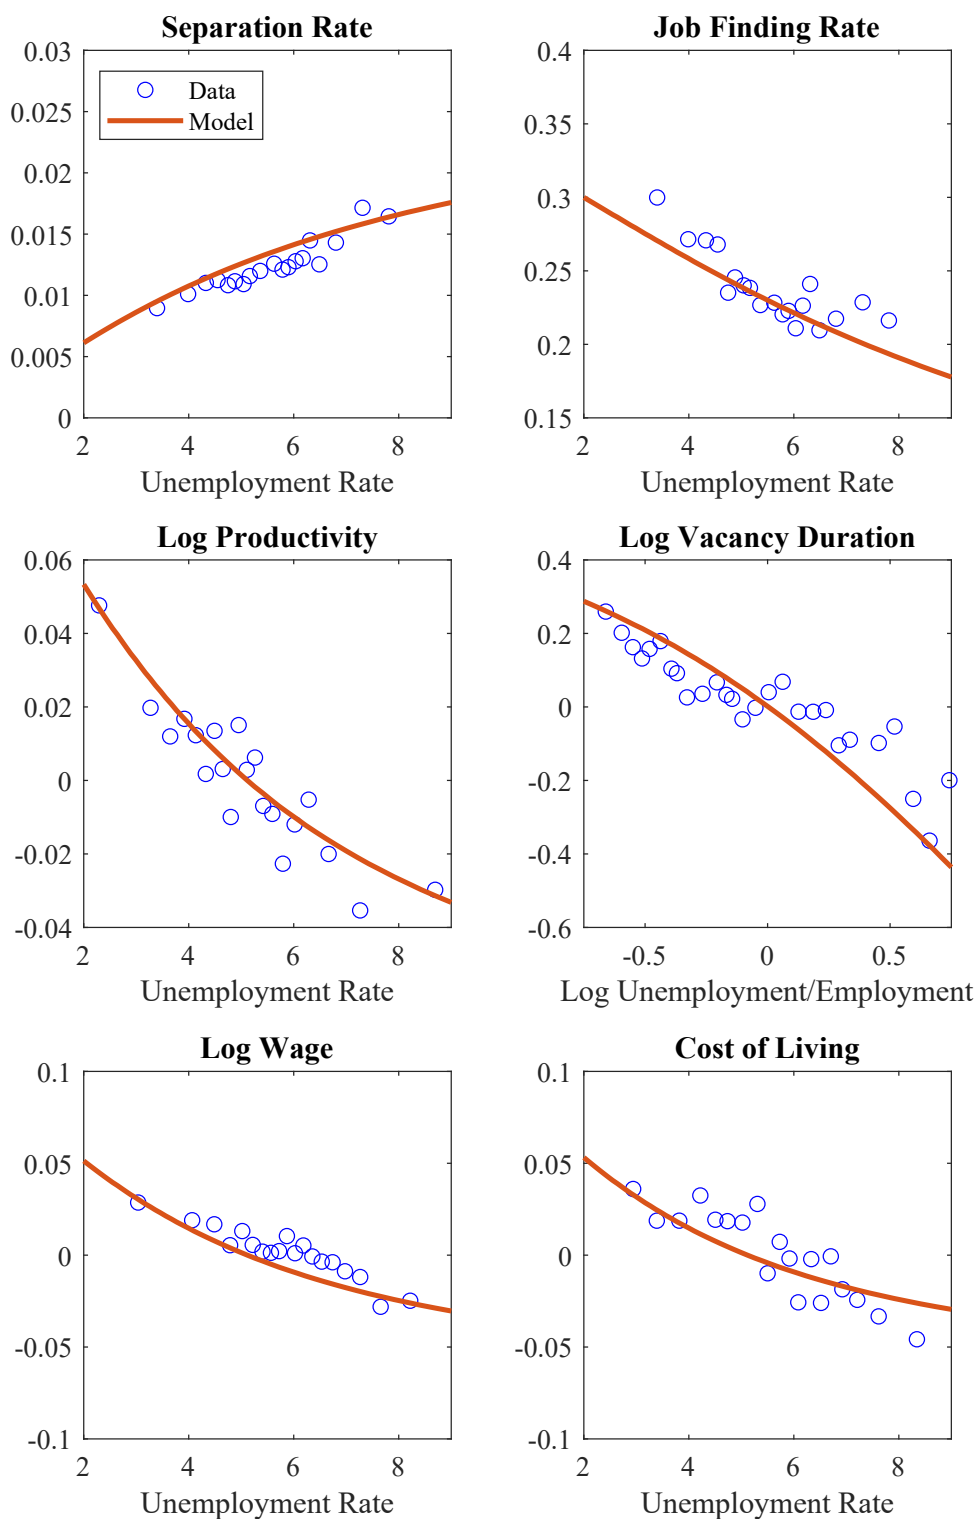 Separation Rate
0.03
0.025
0.02
0.015
0.01
0.005
0
Data
Model
2 4 6 8
Unemployment Rate
Job Finding Rate
0.4
0.35
0.3
0.25
0.2
0.15
2 4 6 8
Unemployment Rate
Log Productivity
0.06
0.04
0.02
0
-0.02
-0.04
2 4 6 8
Unemployment Rate
Log Vacancy Duration
0.4
0.2
0
-0.2
-0.4
-0.6
-0.5 0 0.5
Log Unemployment/Employment
Log Wage
0.1
0.05
0
-0.05
-0.1
2 4 6 8
Unemployment Rate
Cost of Living
0.1
0.05
0
-0.05
-0.1
2 4 6 8
Unemployment Rate